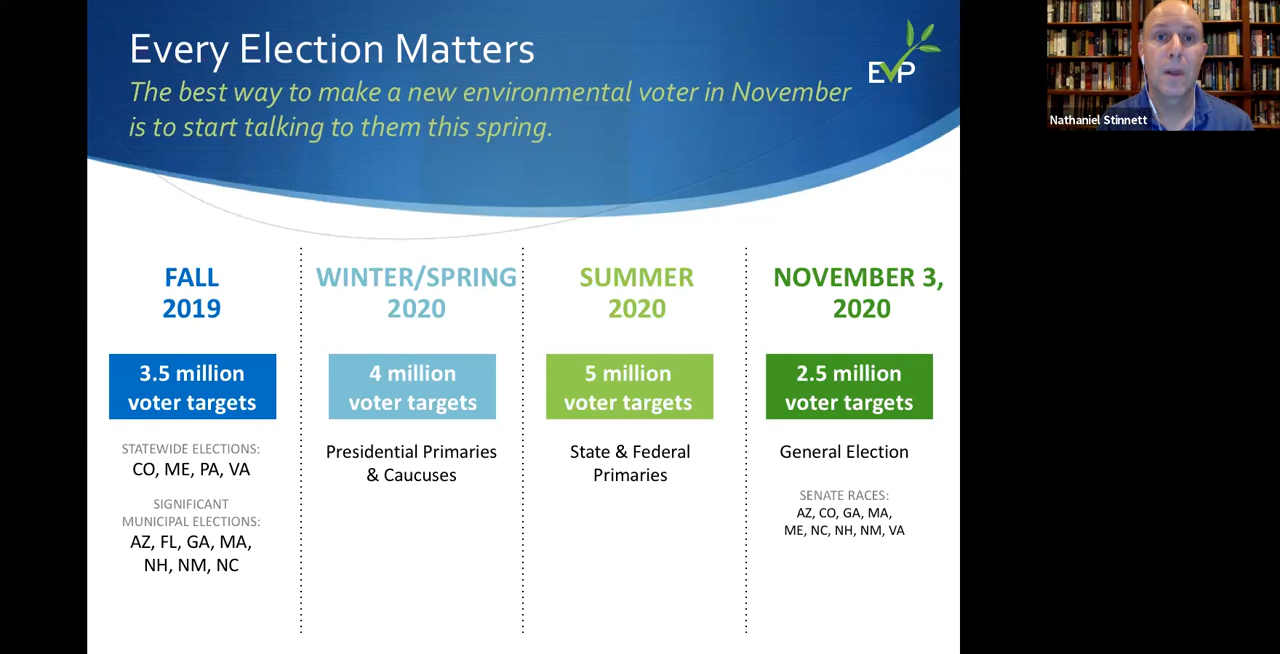 Every Election Matters
The best way to make a new environmental voter in November
is to start talking to them this spring.
EVP
Nathaniel Stinnett
FALL
2019
3.5 million
voter targets
STATEWIDE ELECTIONS:
CO, ME, PA, VA
SIGNIFICANT
MUNICIPAL ELECTIONS:
AZ, FL, GA, MA,
NH, NM, NC
WINTER/SPRING
2020
4 million
voter targets
Presidential Primaries
& Caucuses
SUMMER
2020
5 million
voter targets
State & Federal
Primaries
NOVEMBER 3,
2020
2.5 million
voter targets
General Election
SENATE RACES:
AZ, CO, GA, MA,
ME, NC, NH, NM, VA